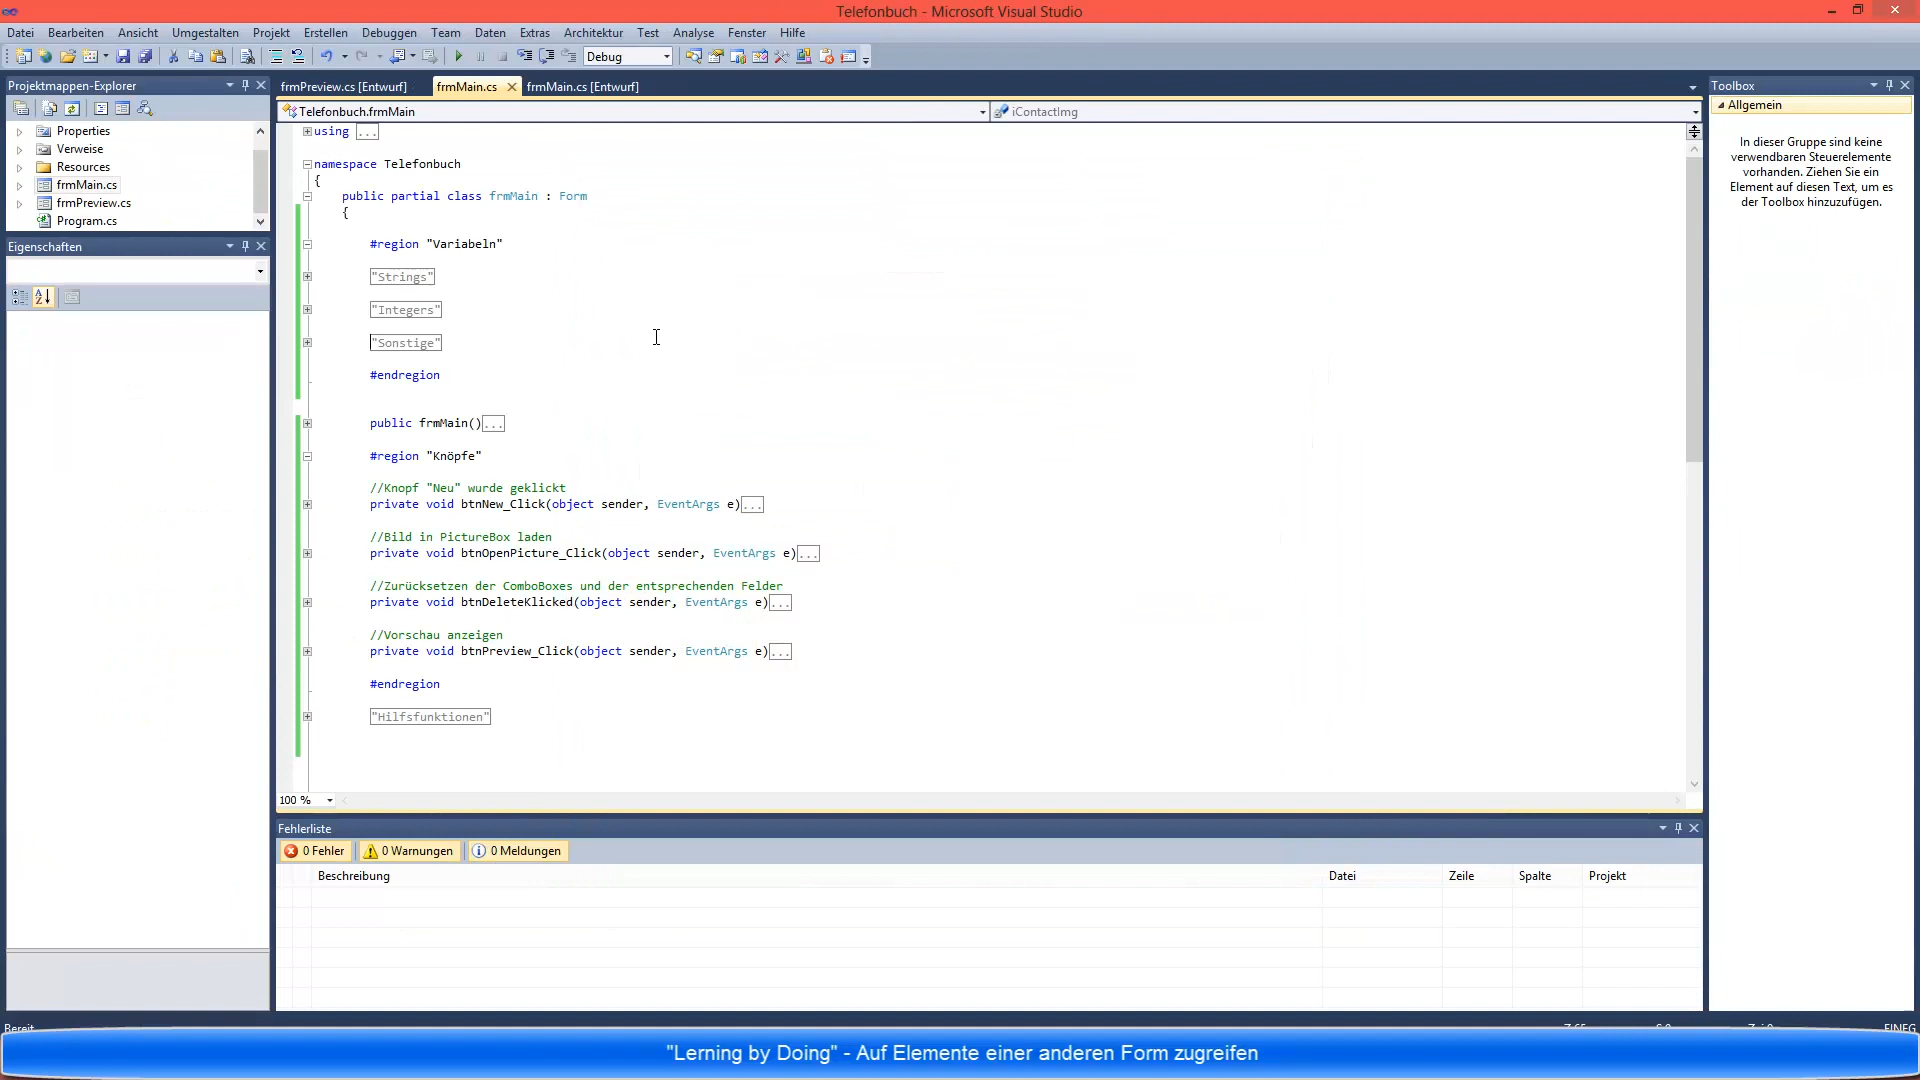 Telefonbuch - Microsoft Visual Studio
Datei Bearbeiten Ansicht Umgestalten Projekt Erstellen Debuggen Team Daten Extras Architektur Test Analyse Fenster Hilfe
Debug
Projektmappen-Explorer
Properties
Verweise
Resources
frmMain.cs
frmPreview.cs
Program.cs
Eigenschaften
frmPreview.cs [Entwurf] frmMain.cs frmMain.cs [Entwurf]
Telefonbuch.frmMain iContactImg
using ...
namespace Telefonbuch
{
public partial class frmMain : Form
{
#region "Variabeln"
"Strings"
"Integers"
"Sonstige"
#endregion
public frmMain()...
#region "Knöpfe"
//Knopf "Neu" wurde geklickt
private void btnNew_Click(object sender, EventArgs e)...
//Bild in PictureBox laden
private void btnOpenPicture_Click(object sender, EventArgs e)...
//Zurücksetzen der ComboBoxes und der entsprechenden Felder
private void btnDeleteKlicked(object sender, EventArgs e)...
//Vorschau anzeigen
private void btnPreview_Click(object sender, EventArgs e)...
#endregion
"Hilfsfunktionen"
100 %
Fehlerliste
0 Fehler 0 Warnungen 0 Meldungen
Beschreibung Datei Zeile Spalte Projekt
Toolbox
Allgemein
In dieser Gruppe sind keine
verwendbaren Steuerelemente
vorhanden. Ziehen Sie ein
Element auf diesen Text, um es
der Toolbox hinzuzufügen.
"Lerning by Doing" - Auf Elemente einer anderen Form zugreifen